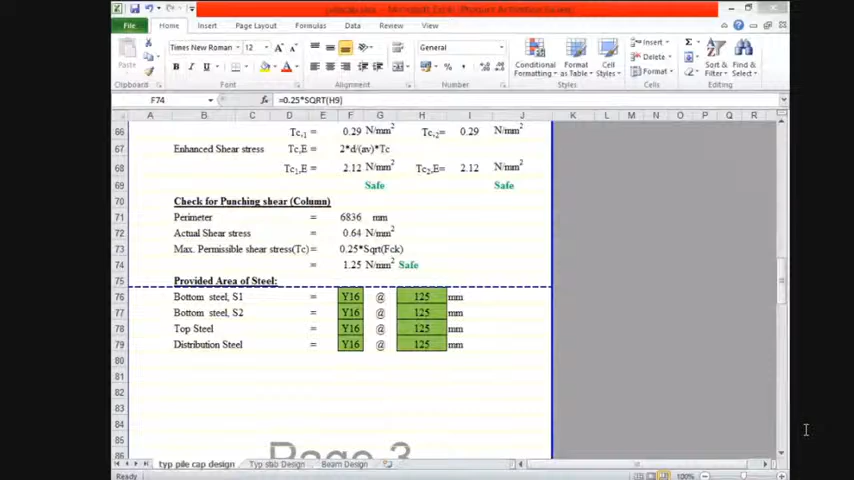 File Home Insert Page Layout Formulas Data Review View
Times New Roman 12 General
Paste
Conditional Formatting Format as Table Cell Styles
Insert
Delete
Format
Sort & Filter Find & Select
Clipboard Font Alignment Number Styles Cells Editing
F74 fx =0.25*SQRT(H9)
A B C D E F G H I J K L M N O P Q R
66 Tc,1 = 0.29 N/mm2 Tc,2= 0.29 N/mm2
67 Enhanced Shear stress Tc,E = 2*d/(av)*Tc
68 Tc1,E = 2.12 N/mm2 Tc2,E= 2.12 N/mm2
69 Safe Safe
70 Check for Punching shear (Column)
71 Perimeter = 6836 mm
72 Actual Shear stress = 0.64 N/mm2
73 Max. Permissible shear stress(Tc) = 0.25*Sqrt(Fck)
74 = 1.25 N/mm2 Safe
75 Provided Area of Steel:
76 Bottom steel, S1 = Y16 @ 125 mm
77 Bottom steel, S2 = Y16 @ 125 mm
78 Top Steel = Y16 @ 125 mm
79 Distribution Steel = Y16 @ 125 mm
80
81
82
83
84
85
86
Page 3
typ pile cap design Typ slab Design Beam Design
Ready 100%